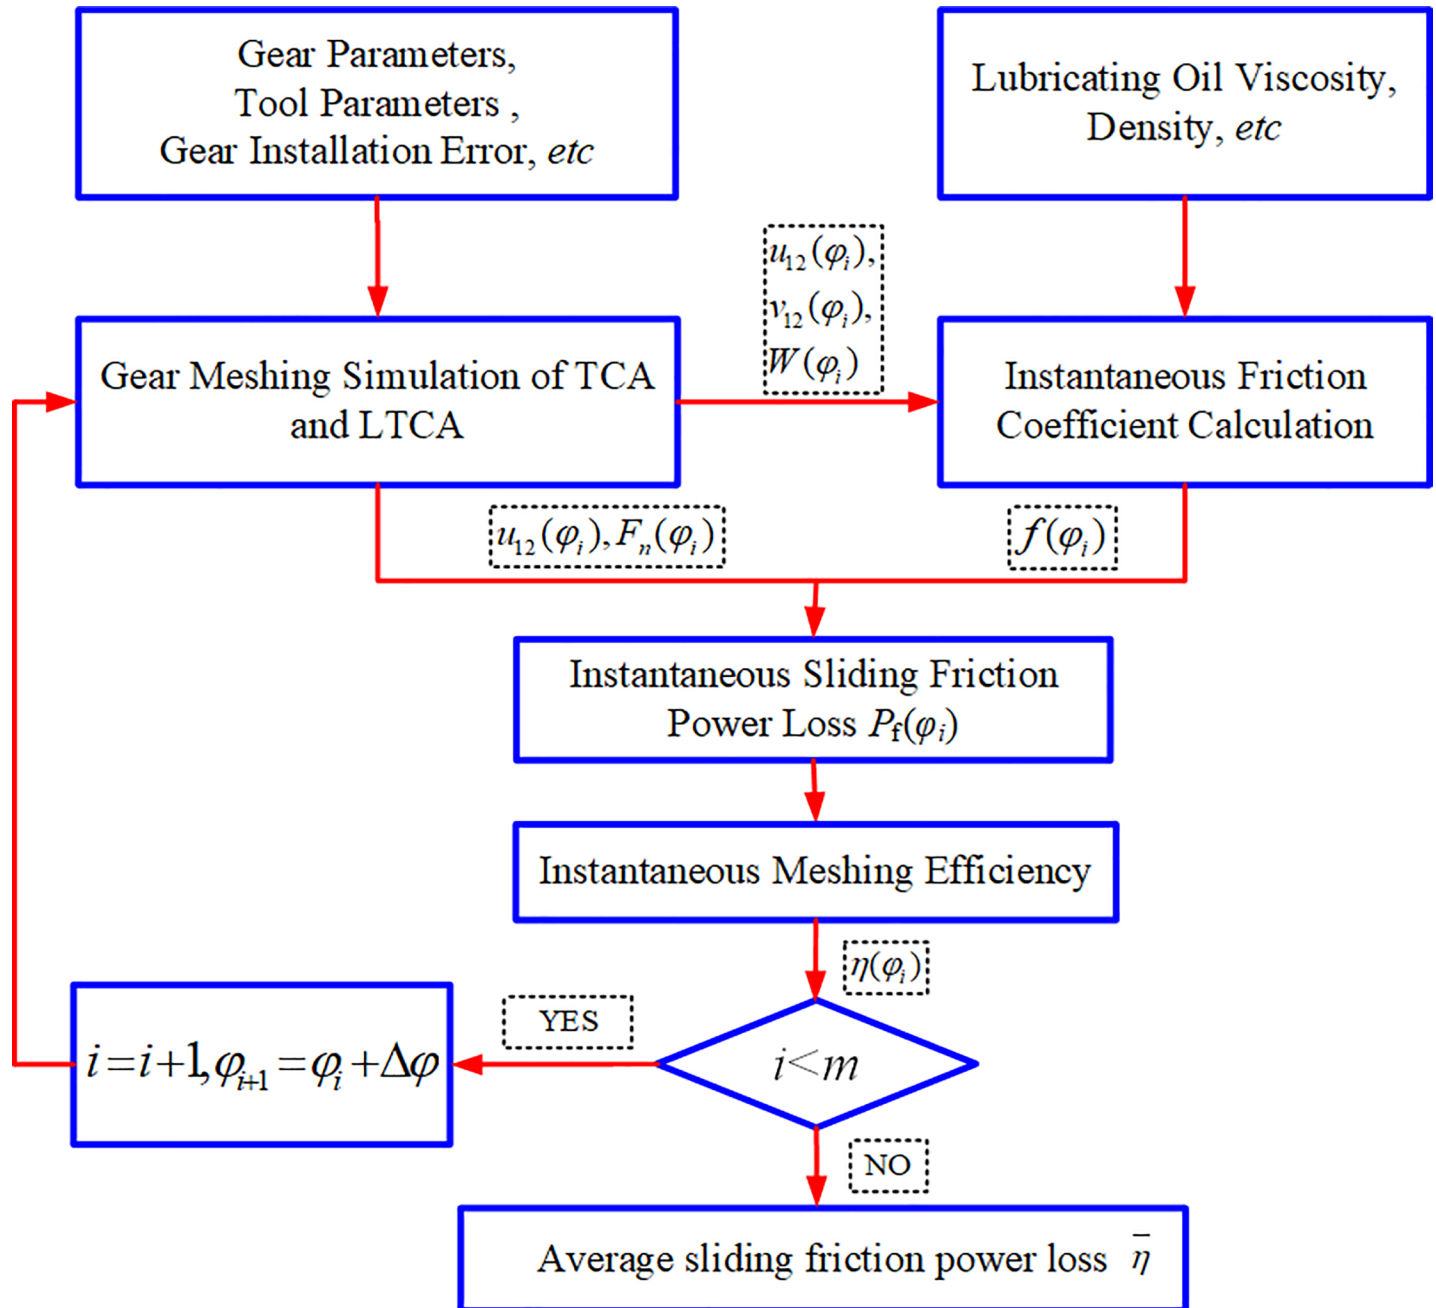 Gear Parameters,
Tool Parameters ,
Gear Installation Error, etc
Lubricating Oil Viscosity,
Density, etc
u₁₂(φᵢ),
v₁₂(φᵢ),
W(φᵢ)
Gear Meshing Simulation of TCA
and LTCA
Instantaneous Friction
Coefficient Calculation
u₁₂(φᵢ), Fₙ(φᵢ)
f(φᵢ)
Instantaneous Sliding Friction
Power Loss P_f(φᵢ)
Instantaneous Meshing Efficiency
η(φᵢ)
YES
i=i+1,φᵢ₊₁=φᵢ+Δφ
i<m
NO
Average sliding friction power loss η̄